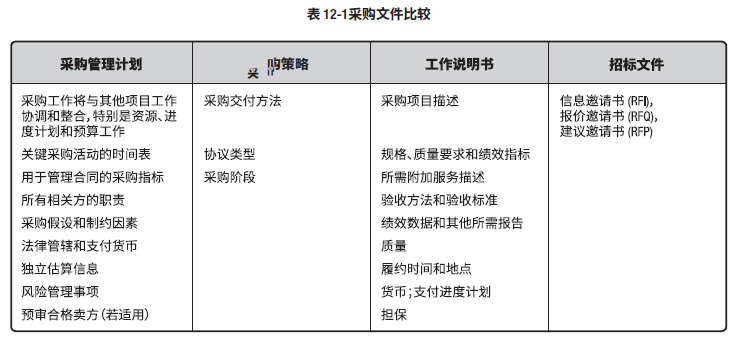 表 12-1采购文件比较
采购管理计划
采购策略
工作说明书
招标文件
采购工作将与其他项目工作
协调和整合，特别是资源、进
度计划和预算工作
采购交付方法
采购项目描述
信息邀请书 (RFI)，
报价邀请书 (RFQ)，
建议邀请书 (RFP)
关键采购活动的时间表
协议类型
规格、质量要求和绩效指标
用于管理合同的采购指标
采购阶段
所需附加服务描述
所有相关方的职责
验收方法和验收标准
采购假设和制约因素
绩效数据和其他所需报告
法律管辖和支付货币
质量
独立估算信息
履约时间和地点
风险管理事项
货币；支付进度计划
预审合格卖方（若适用）
担保